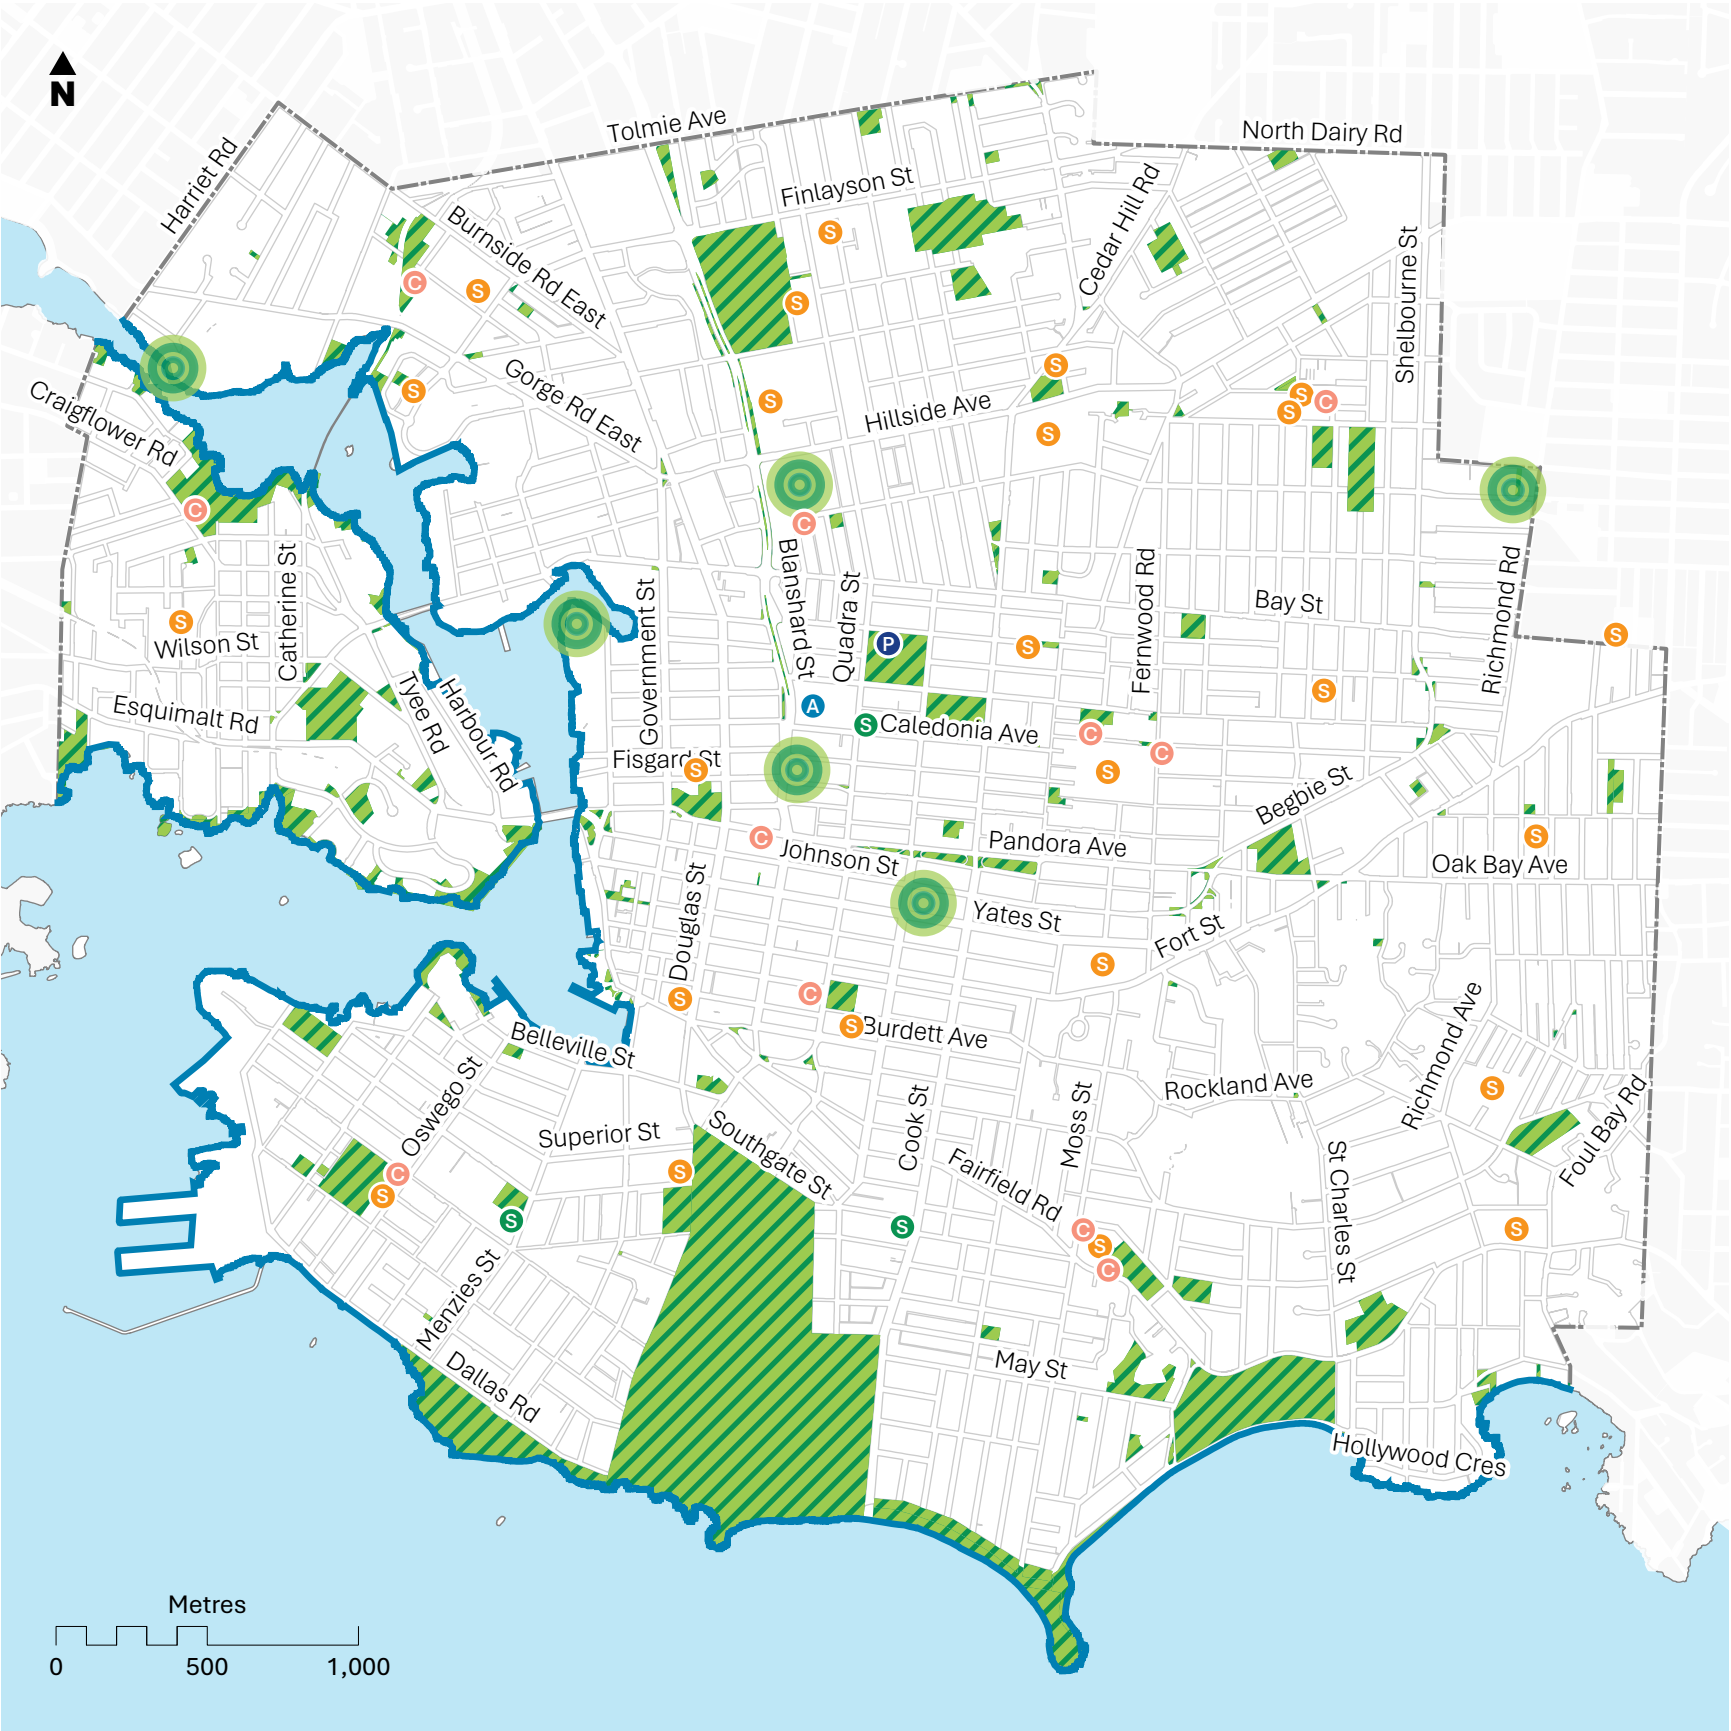 N
Tolmie Ave
North Dairy Rd
Harriet Rd
Finlayson St
Cedar Hill Rd
Burnside Rd East
Shelbourne St
S
C
S
S
Gorge Rd East
S
Craigflower Rd
S
S
Hillside Ave
S
S
C
S
C
C
Catherine St
Blanshard St
Quadra St
Government St
Fernwood Rd
Bay St
Richmond Rd
S
Wilson St
P
S
S
S
Esquimalt Rd
Tyee Rd
Harbour Rd
A
S
Caledonia Ave
C
C
Fisgard St
S
S
Begbie St
C
Johnson St
Pandora Ave
S
Oak Bay Ave
Douglas St
Yates St
Fort St
S
S
C
S
Burdett Ave
Richmond Ave
Belleville St
Oswego St
Cook St
Moss St
Rockland Ave
S
Foul Bay Rd
Superior St
Southgate St
Fairfield Rd
St Charles St
C
S
S
S
S
C
S
C
S
Menzies St
Dallas Rd
May St
Hollywood Cres
Metres
0 500 1,000